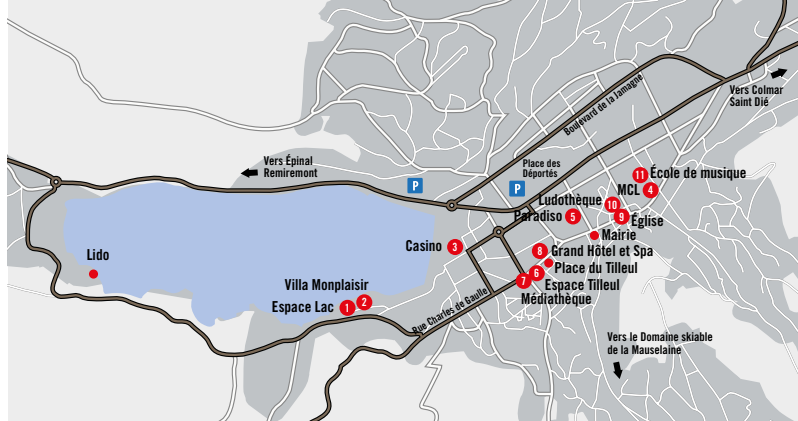 Vers Colmar
Saint Dié
Boulevard de la Jamagne
Vers Épinal
Remiremont
P
Place des
Déportés
P
11 École de musique
MCL 4
Ludothèque 10
Paradiso 5
9 Église
Mairie
Casino 3
8 Grand Hôtel et Spa
Place du Tilleul
6 Espace Tilleul
7 Médiathèque
Lido
Villa Monplaisir
2
Espace Lac 1
Rue Charles de Gaulle
Vers le Domaine skiable
de la Mauselaine